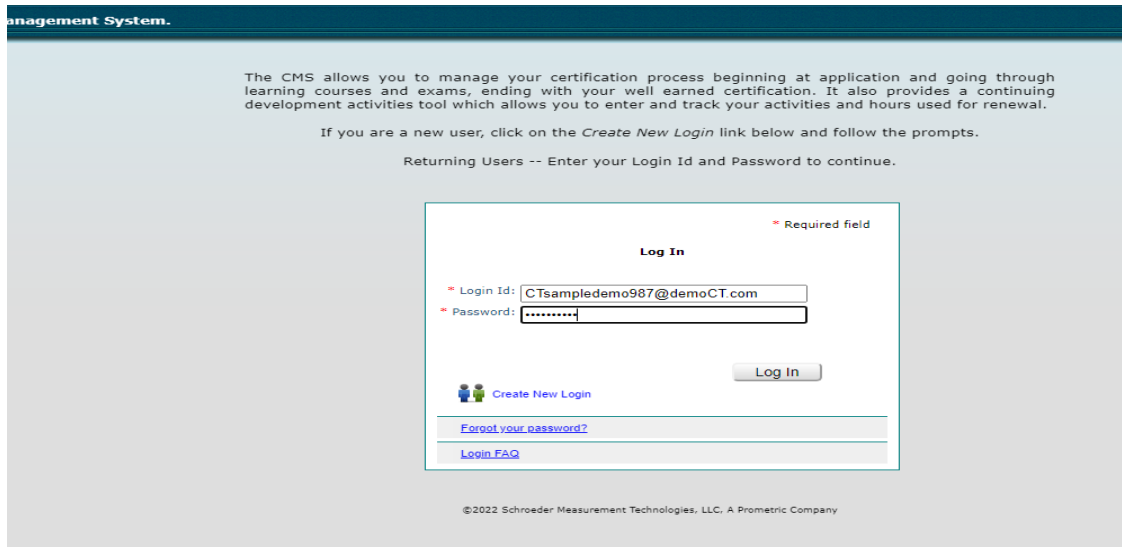 anagement System.
The CMS allows you to manage your certification process beginning at application and going through
learning courses and exams, ending with your well earned certification. It also provides a continuing
development activities tool which allows you to enter and track your activities and hours used for renewal.
If you are a new user, click on the Create New Login link below and follow the prompts.
Returning Users -- Enter your Login Id and Password to continue.
* Required field
Log In
* Login Id: CTsampledemo987@demoCT.com
* Password: ••••••••••
Log In
Create New Login
Forgot your password?
Login FAQ
©2022 Schroeder Measurement Technologies, LLC, A Prometric Company